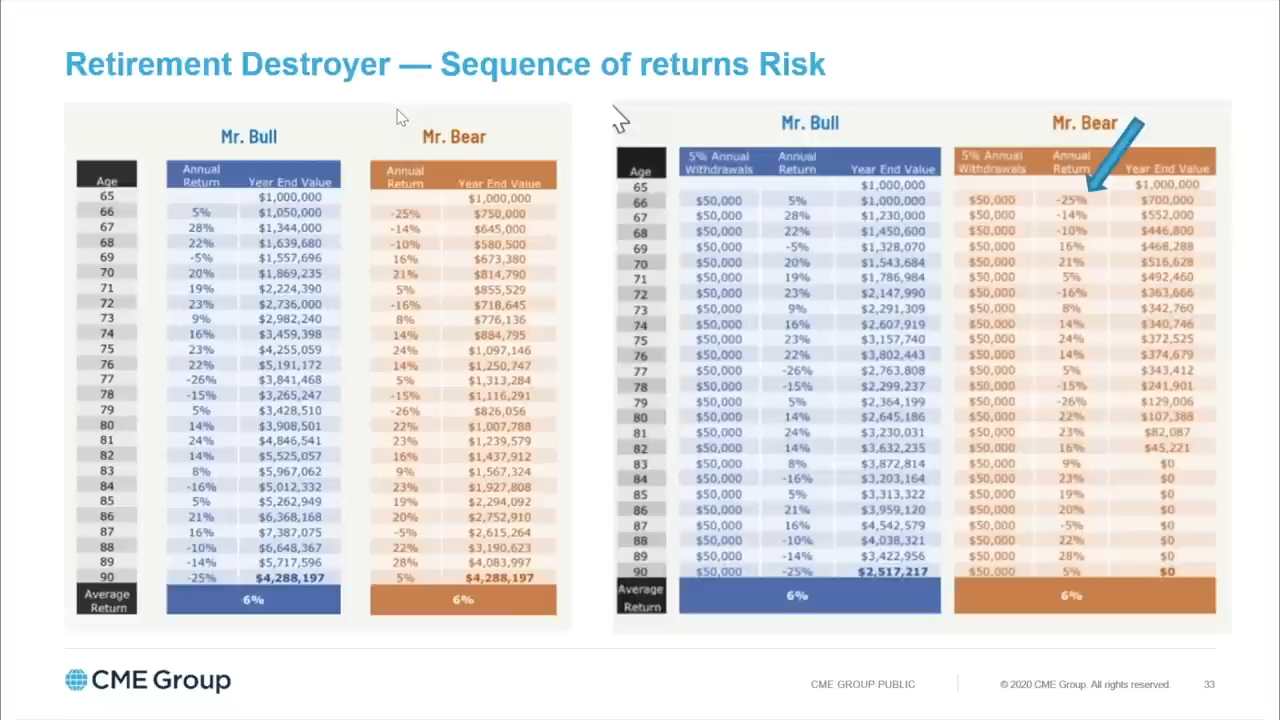 Retirement Destroyer — Sequence of returns Risk
Mr. Bull Mr. Bear
Age Annual Return Year End Value Annual Return Year End Value
65 $1,000,000 $1,000,000
66 5% $1,050,000 -25% $750,000
67 28% $1,344,000 -14% $645,000
68 22% $1,639,680 -10% $580,500
69 -5% $1,557,696 16% $673,380
70 20% $1,869,235 21% $814,790
71 19% $2,224,390 5% $855,529
72 23% $2,736,000 -16% $718,645
73 9% $2,982,240 8% $776,136
74 16% $3,459,398 14% $884,795
75 23% $4,255,059 24% $1,097,146
76 22% $5,191,172 14% $1,250,747
77 -26% $3,841,468 5% $1,313,284
78 -15% $3,265,247 -15% $1,116,291
79 5% $3,428,510 -26% $826,056
80 14% $3,908,501 22% $1,007,788
81 24% $4,846,541 23% $1,239,579
82 14% $5,525,057 16% $1,437,912
83 8% $5,967,062 9% $1,567,324
84 -16% $5,012,332 23% $1,927,808
85 5% $5,262,949 19% $2,294,092
86 21% $6,368,168 20% $2,752,910
87 16% $7,387,075 -5% $2,615,264
88 -10% $6,648,367 22% $3,190,623
89 -14% $5,717,596 28% $4,083,997
90 -25% $4,288,197 5% $4,288,197
Average Return 6% 6%
Mr. Bull Mr. Bear
Age 5% Annual Withdrawals Annual Return Year End Value 5% Annual Withdrawals Annual Return Year End Value
65 $1,000,000 $1,000,000
66 $50,000 5% $1,000,000 $50,000 -25% $700,000
67 $50,000 28% $1,230,000 $50,000 -14% $552,000
68 $50,000 22% $1,450,600 $50,000 -10% $446,800
69 $50,000 -5% $1,328,070 $50,000 16% $468,288
70 $50,000 20% $1,543,684 $50,000 21% $516,628
71 $50,000 19% $1,786,984 $50,000 5% $492,460
72 $50,000 23% $2,147,990 $50,000 -16% $363,666
73 $50,000 9% $2,291,309 $50,000 8% $342,760
74 $50,000 16% $2,607,919 $50,000 14% $340,746
75 $50,000 23% $3,157,740 $50,000 24% $372,525
76 $50,000 22% $3,802,443 $50,000 14% $374,679
77 $50,000 -26% $2,763,808 $50,000 5% $343,412
78 $50,000 -15% $2,299,237 $50,000 -15% $241,901
79 $50,000 5% $2,364,199 $50,000 -26% $129,006
80 $50,000 14% $2,645,186 $50,000 22% $107,388
81 $50,000 24% $3,230,031 $50,000 23% $82,087
82 $50,000 14% $3,632,235 $50,000 16% $45,221
83 $50,000 8% $3,872,814 $50,000 9% $0
84 $50,000 -16% $3,203,164 $50,000 23% $0
85 $50,000 5% $3,313,322 $50,000 19% $0
86 $50,000 21% $3,959,120 $50,000 20% $0
87 $50,000 16% $4,542,579 $50,000 -5% $0
88 $50,000 -10% $4,038,321 $50,000 22% $0
89 $50,000 -14% $3,422,956 $50,000 28% $0
90 $50,000 -25% $2,517,217 $50,000 5% $0
Average Return 6% 6%
CME Group
CME GROUP PUBLIC
© 2020 CME Group. All rights reserved.
33